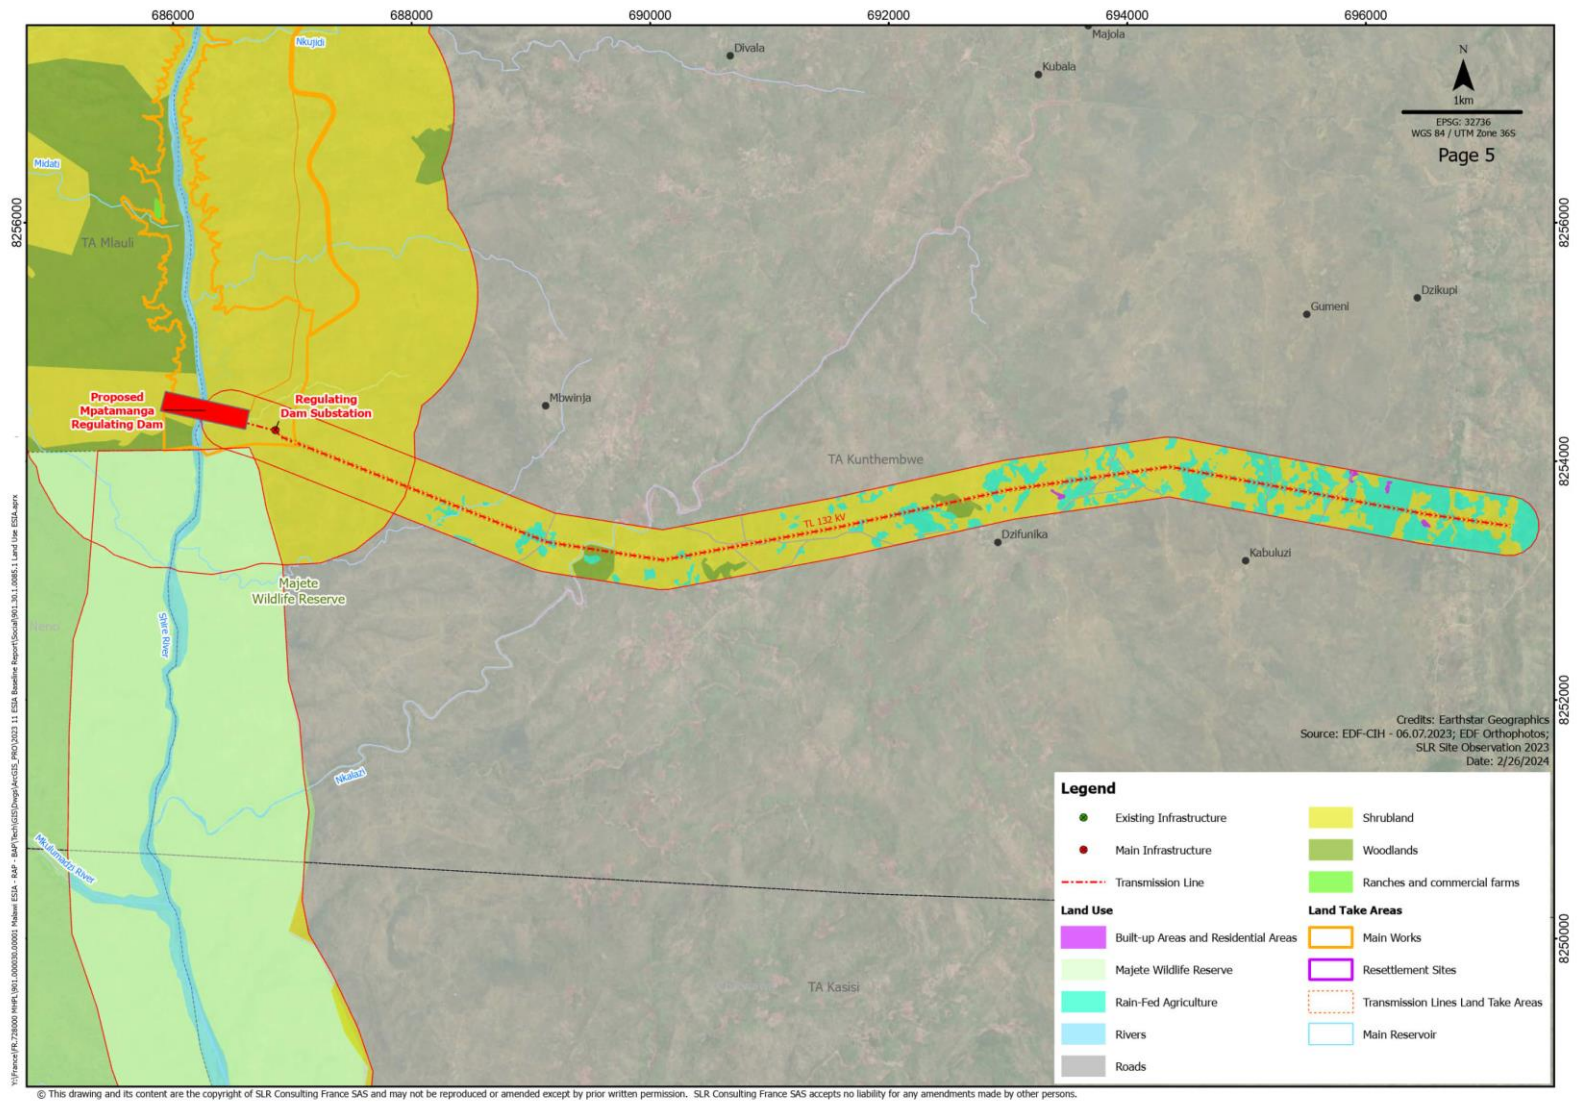 686000
688000
690000
692000
694000
696000
Nkujidi
Divala
Majola
Kubala
N
1km
EPSG: 32736
WGS 84 / UTM Zone 36S
Page 5
Midati
8256000
8256000
TA Mlauli
Dzikupi
Gumeni
Proposed
Mpatamanga
Regulating Dam
Regulating
Dam Substation
Mbwinja
TA Kunthembwe
8254000
8254000
TL 132 kV
Dzifunika
Kabuluzi
Majete
Wildlife Reserve
Neno
Shire River
8252000
8252000
Credits: Earthstar Geographics
Source: EDF-CIH - 06.07.2023; EDF Orthophotos;
SLR Site Observation 2023
Date: 2/26/2024
Nkalazi
Mkulumadzi River
8250000
TA Kasisi
Legend
Existing Infrastructure
Main Infrastructure
Transmission Line
Land Use
Built-up Areas and Residential Areas
Majete Wildlife Reserve
Rain-Fed Agriculture
Rivers
Roads
Shrubland
Woodlands
Ranches and commercial farms
Land Take Areas
Main Works
Resettlement Sites
Transmission Lines Land Take Areas
Main Reservoir
© This drawing and its content are the copyright of SLR Consulting France SAS and may not be reproduced or amended except by prior written permission. SLR Consulting France SAS accepts no liability for any amendments made by other persons.